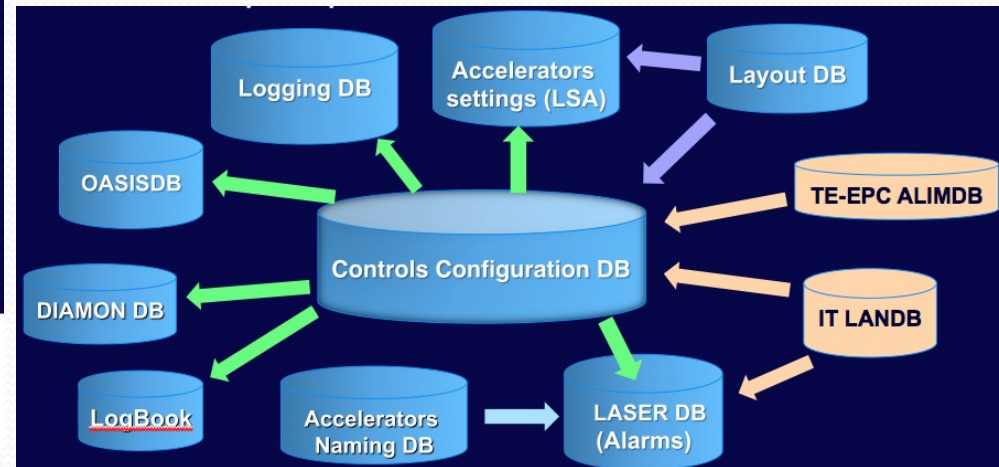 Logging DB
Accelerators
settings (LSA)
Layout DB
OASISDB
TE-EPC ALIMDB
Controls Configuration DB
DIAMON DB
IT LANDB
LogBook
Accelerators
Naming DB
LASER DB
(Alarms)